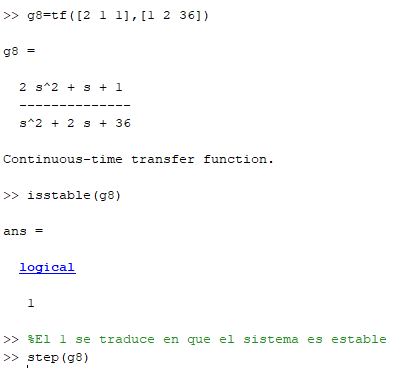 >> g8=tf([2 1 1],[1 2 36])
g8 =
2 s^2 + s + 1
--------------
s^2 + 2 s + 36
Continuous-time transfer function.
>> isstable(g8)
ans =
logical
1
>> %El 1 se traduce en que el sistema es estable
>> step(g8)